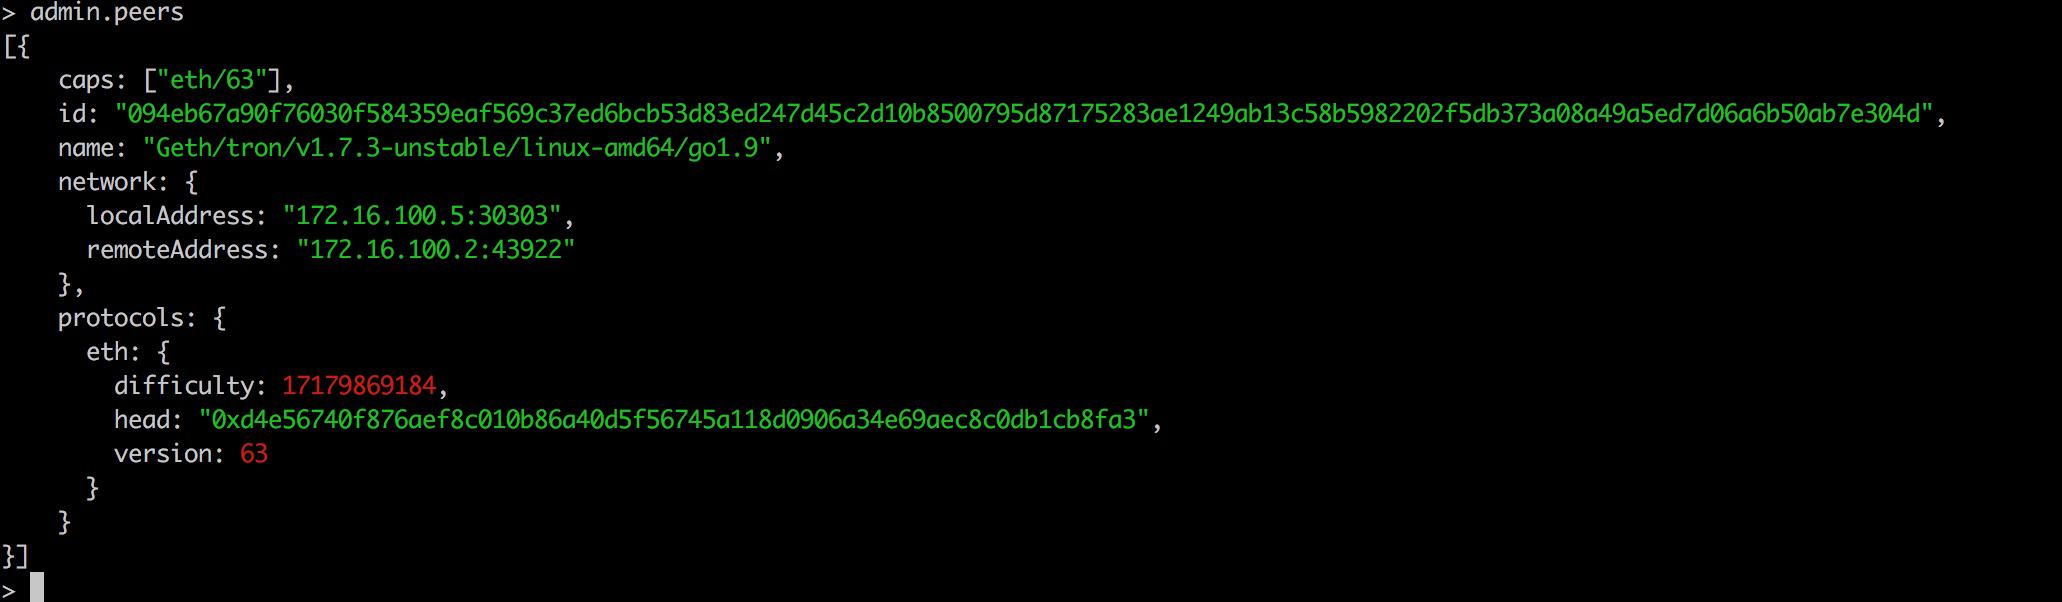 > admin.peers
[{
    caps: ["eth/63"],
    id: "094eb67a90f76030f584359eaf569c37ed6bcb53d83ed247d45c2d10b8500795d87175283ae1249ab13c58b5982202f5db373a08a49a5ed7d06a6b50ab7e304d",
    name: "Geth/tron/v1.7.3-unstable/linux-amd64/go1.9",
    network: {
      localAddress: "172.16.100.5:30303",
      remoteAddress: "172.16.100.2:43922"
    },
    protocols: {
      eth: {
        difficulty: 17179869184,
        head: "0xd4e56740f876aef8c010b86a40d5f56745a118d0906a34e69aec8c0db1cb8fa3",
        version: 63
      }
    }
}]
>